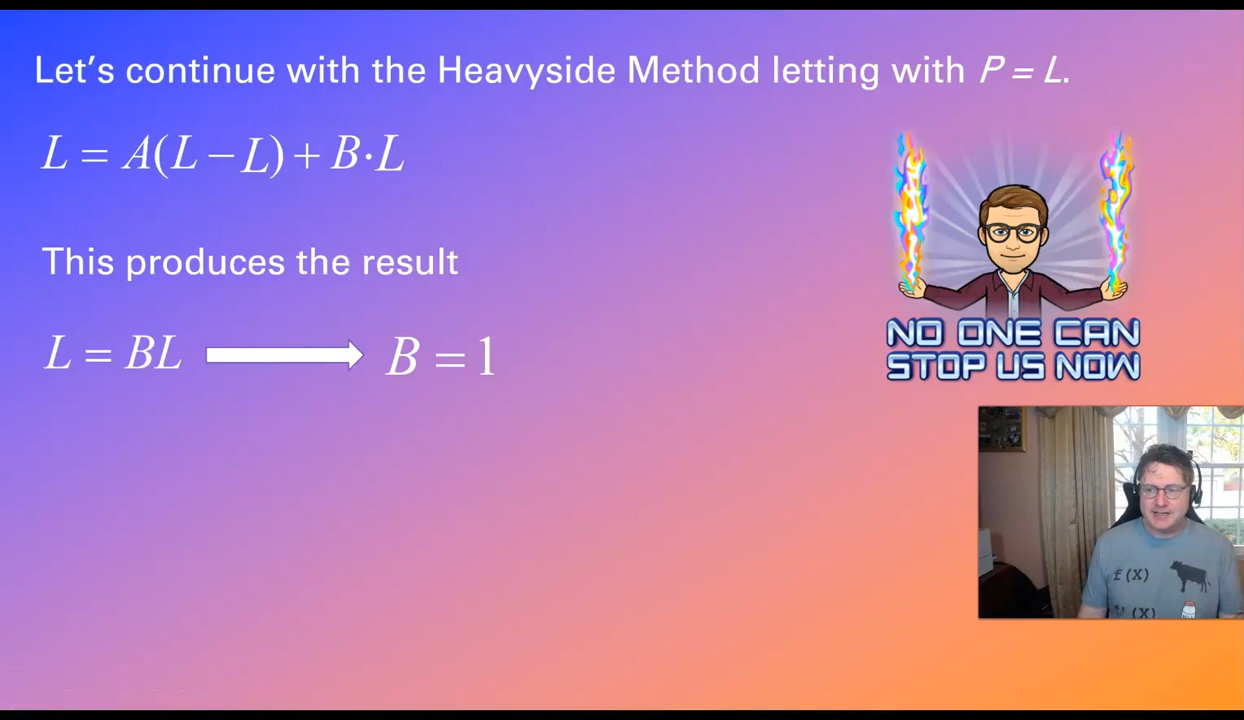 Let's continue with the Heavyside Method letting with P = L.
L = A(L − L) + B·L
This produces the result
L = BL B = 1
NO ONE CAN
STOP US NOW
f(X)
(X)